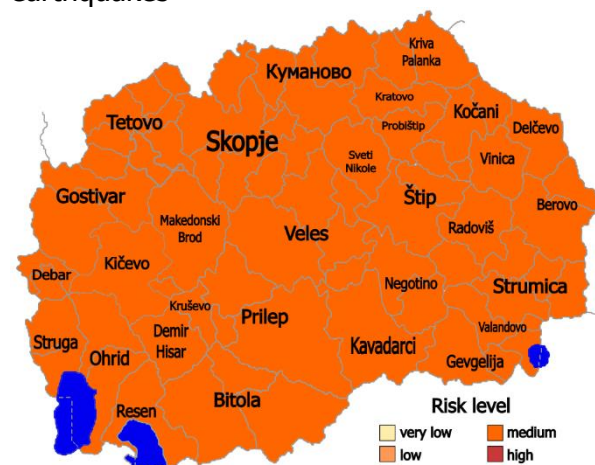 earthquakes
Kriva
Palanka
Куманово
Kratovo
Kočani
Tetovo
Skopje
Probištip
Delčevo
Sveti
Nikole
Vinica
Gostivar
Štip
Berovo
Makedonski
Brod
Veles
Radoviš
Kičevo
Debar
Negotino
Strumica
Kruševo
Prilep
Demir
Hisar
Valandovo
Struga
Ohrid
Kavadarci
Gevgelija
Resen
Bitola
Risk level
very low
medium
low
high